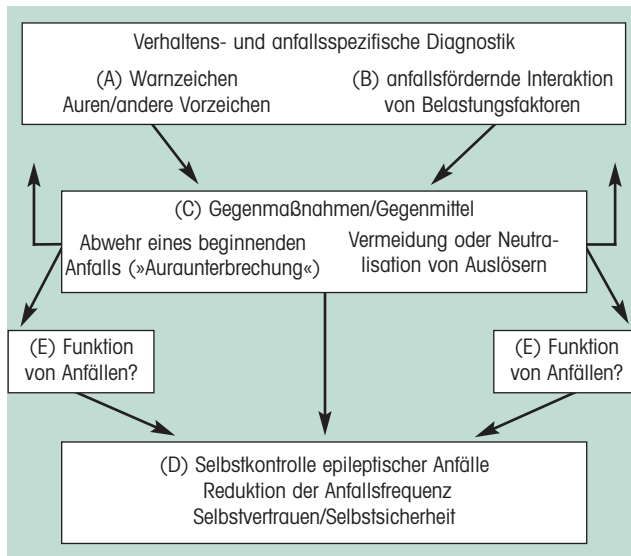 Verhaltens- und anfallsspezifische Diagnostik
(A) Warnzeichen
Auren/andere Vorzeichen
(B) anfallsfördernde Interaktion
von Belastungsfaktoren
(C) Gegenmaßnahmen/Gegenmittel
Abwehr eines beginnenden
Anfalls (»Auraunterbrechung«)
Vermeidung oder Neutra-
lisation von Auslösern
(E) Funktion
von Anfällen?
(E) Funktion
von Anfällen?
(D) Selbstkontrolle epileptischer Anfälle
Reduktion der Anfallsfrequenz
Selbstvertrauen/Selbstsicherheit